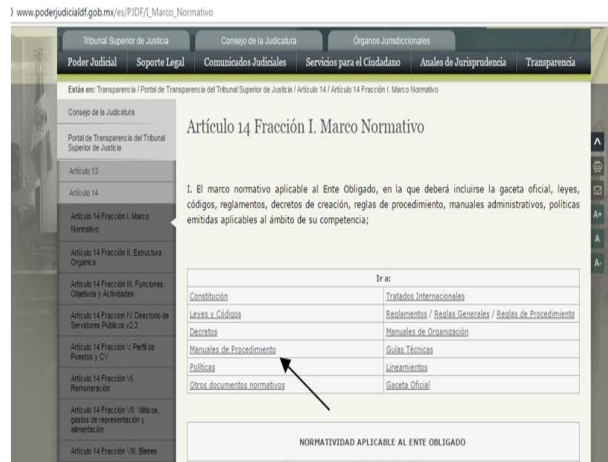 www.poderjudicialdf.gob.mx/es/PJDF/I_Marco_Normativo
Tribunal Superior de Justicia
Consejo de la Judicatura
Órganos Jurisdiccionales
Poder Judicial
Soporte Legal
Comunicados Judiciales
Servicios para el Ciudadano
Anales de Jurisprudencia
Transparencia
Estás en: Transparencia / Portal de Transparencia del Tribunal Superior de Justicia / Artículo 14 / Artículo 14 Fracción I. Marco Normativo
Consejo de la Judicatura
Portal de Transparencia del Tribunal
Superior de Justicia
Artículo 13
Artículo 14
Artículo 14 Fracción I. Marco
Normativo
Artículo 14 Fracción II. Estructura
Orgánica
Artículo 14 Fracción III. Funciones,
Objetivos y Actividades
Artículo 14 Fraccion IV. Directorio de
Servidores Públicos v2.3
Artículo 14 Fracción V. Perfil de
Puestos y CV
Artículo 14 Fracción VI.
Remuneración
Artículo 14 Fracción VII. Viáticos,
gastos de representación y
alimentación
Artículo 14 Fracción VIII. Bienes
Artículo 14 Fracción I. Marco Normativo
I. El marco normativo aplicable al Ente Obligado, en la que deberá incluirse la gaceta oficial, leyes,
códigos, reglamentos, decretos de creación, reglas de procedimiento, manuales administrativos, políticas
emitidas aplicables al ámbito de su competencia;
Ir a:
Constitución
Tratados Internacionales
Leyes y Códigos
Reglamentos / Reglas Generales / Reglas de Procedimiento
Decretos
Manuales de Organización
Manuales de Procedimiento
Guías Técnicas
Políticas
Lineamientos
Otros documentos normativos
Gaceta Oficial
NORMATIVIDAD APLICABLE AL ENTE OBLIGADO
A+
A
A-